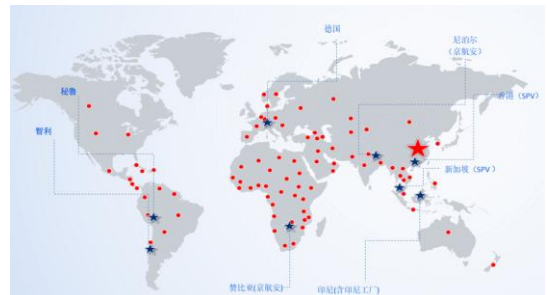 德国
尼泊尔
（京航安）
秘鲁
香港（SPV）
智利
新加坡（SPV）
赞比亚(京航安)
印尼(含印尼工厂)